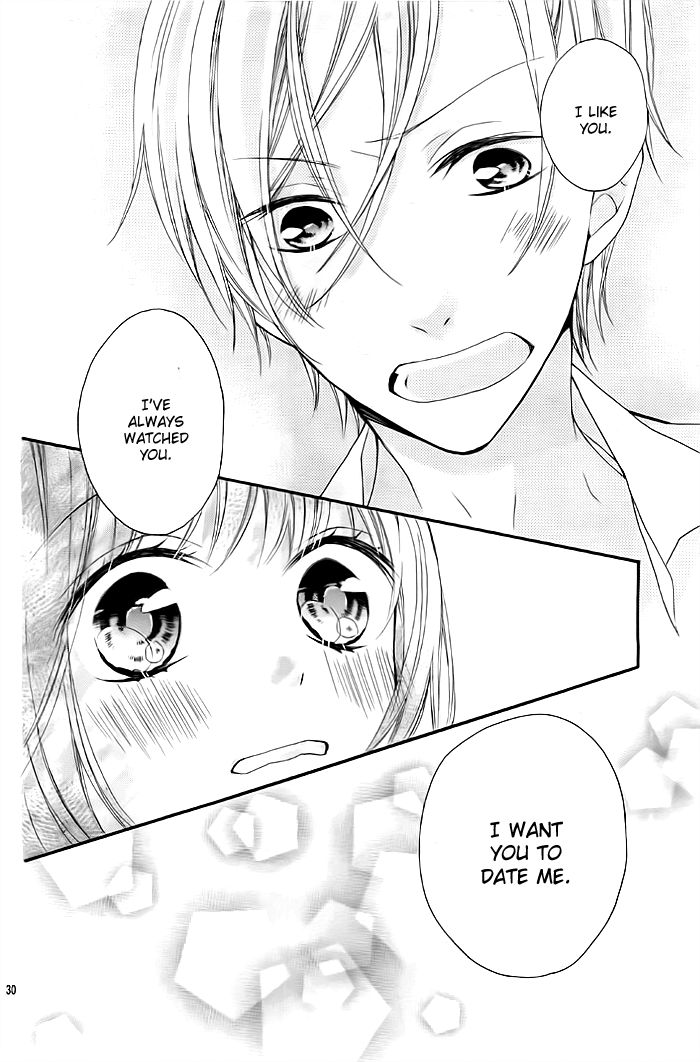 I LIKE
YOU.
I'VE
ALWAYS
WATCHED
YOU.
I WANT
YOU TO
DATE ME.
30